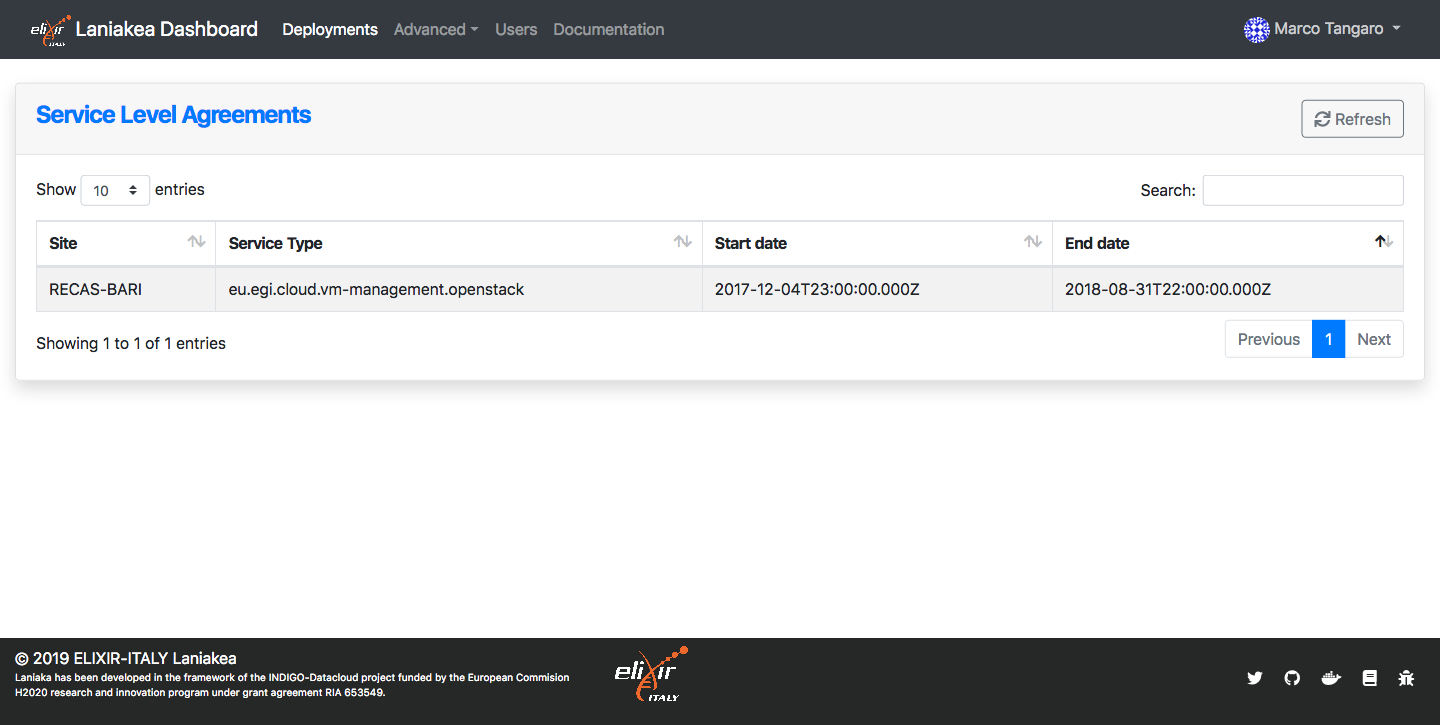 elixir ITALY Laniakea Dashboard Deployments Advanced Users Documentation Marco Tangaro
Service Level Agreements
Refresh
Show 10 entries
Search:
Site Service Type Start date End date
RECAS-BARI eu.egi.cloud.vm-management.openstack 2017-12-04T23:00:00.000Z 2018-08-31T22:00:00.000Z
Showing 1 to 1 of 1 entries
Previous 1 Next
© 2019 ELIXIR-ITALY Laniakea
Laniaka has been developed in the framework of the INDIGO-Datacloud project funded by the European Commision
H2020 research and innovation program under grant agreement RIA 653549.
elixir
ITALY